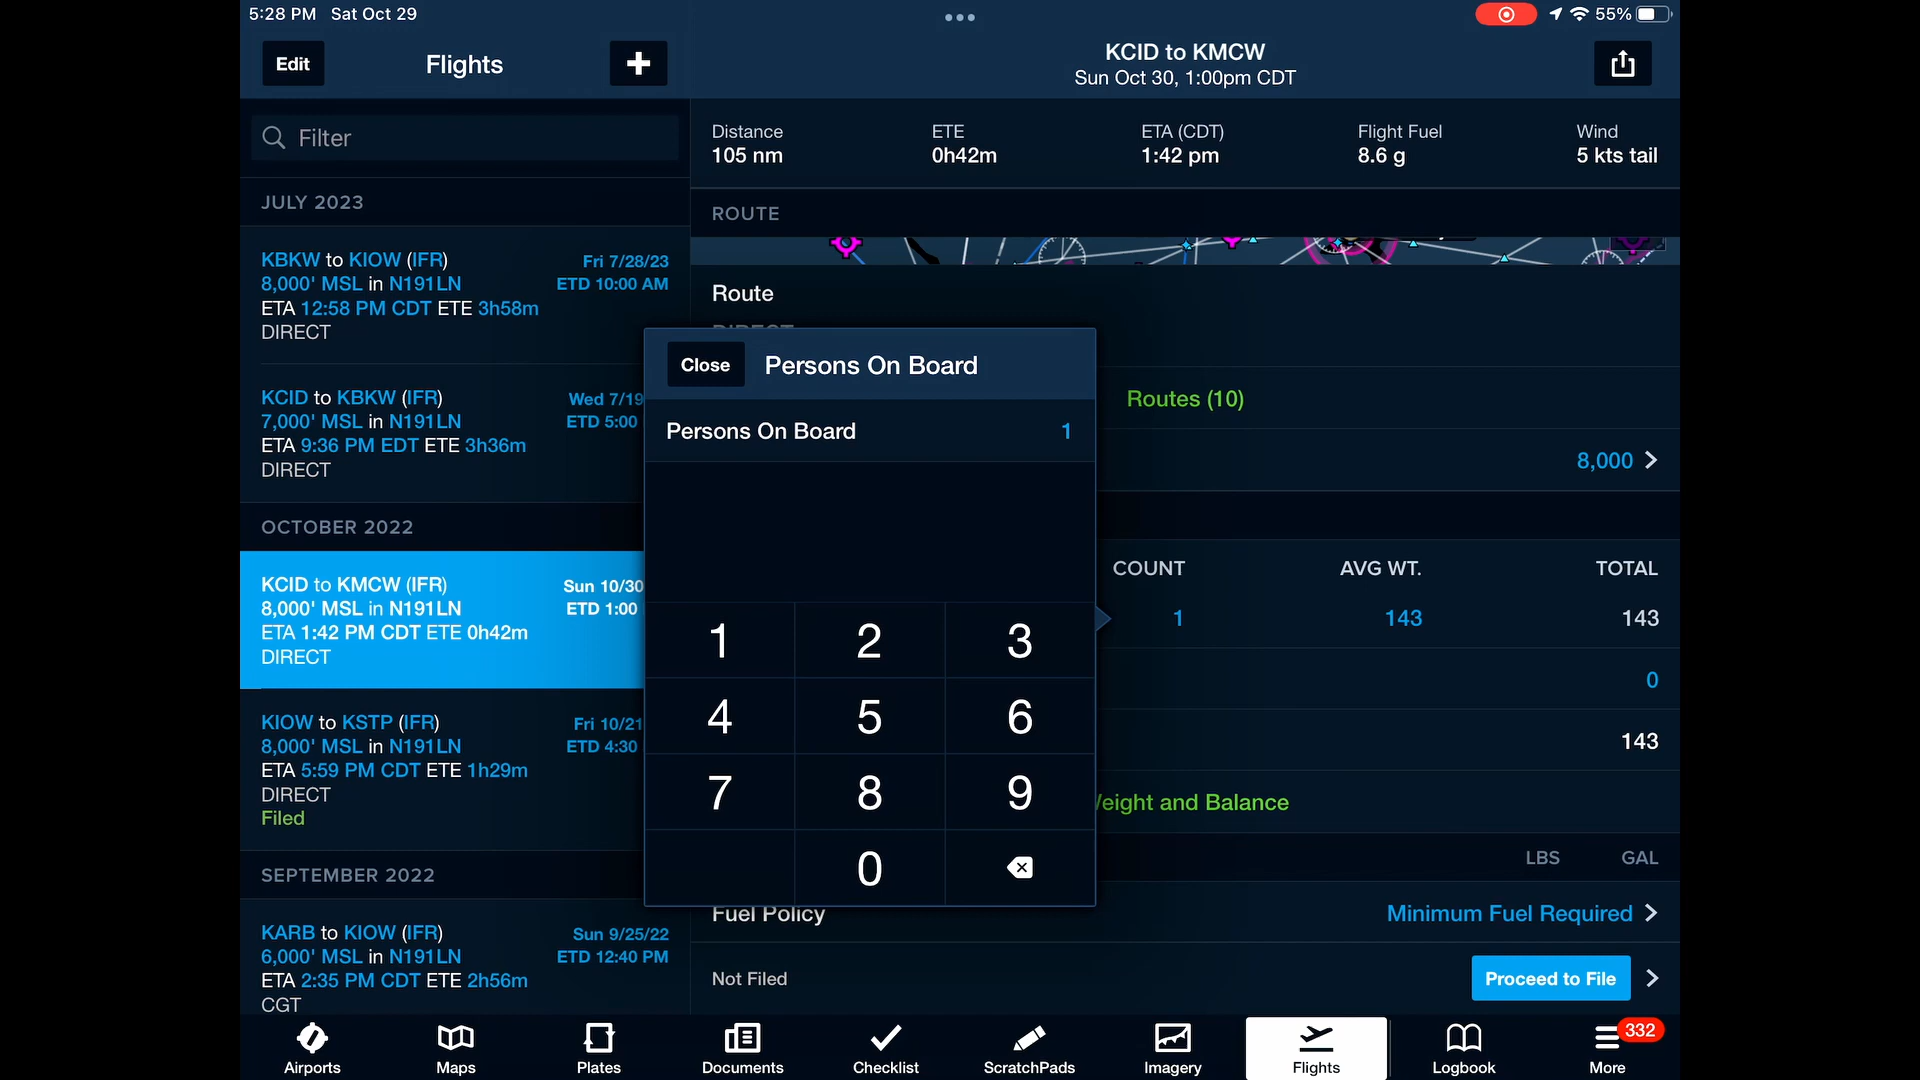 5:28 PM Sat Oct 29
55%
Edit
Flights
KCID to KMCW
Sun Oct 30, 1:00pm CDT
Filter
Distance
105 nm
ETE
0h42m
ETA (CDT)
1:42 pm
Flight Fuel
8.6 g
Wind
5 kts tail
JULY 2023
KBKW to KIOW (IFR)
Fri 7/28/23
8,000' MSL in N191LN
ETD 10:00 AM
ETA 12:58 PM CDT ETE 3h58m
DIRECT
KCID to KBKW (IFR)
Wed 7/19
7,000' MSL in N191LN
ETD 5:00
ETA 9:36 PM EDT ETE 3h36m
DIRECT
OCTOBER 2022
KCID to KMCW (IFR)
Sun 10/30
8,000' MSL in N191LN
ETD 1:00
ETA 1:42 PM CDT ETE 0h42m
DIRECT
KIOW to KSTP (IFR)
Fri 10/21
8,000' MSL in N191LN
ETD 4:30
ETA 5:59 PM CDT ETE 1h29m
DIRECT
Filed
SEPTEMBER 2022
KARB to KIOW (IFR)
Sun 9/25/22
6,000' MSL in N191LN
ETD 12:40 PM
ETA 2:35 PM CDT ETE 2h56m
CGT
ROUTE
Route
DIRECT
Routes (10)
8,000
Close
Persons On Board
Persons On Board 1
1 2 3
4 5 6
7 8 9
0
COUNT AVG WT. TOTAL
1 143 143
0
143
Weight and Balance
LBS GAL
Fuel Policy
Minimum Fuel Required
Not Filed
Proceed to File
Airports
Maps
Plates
Documents
Checklist
ScratchPads
Imagery
Flights
Logbook
332
More